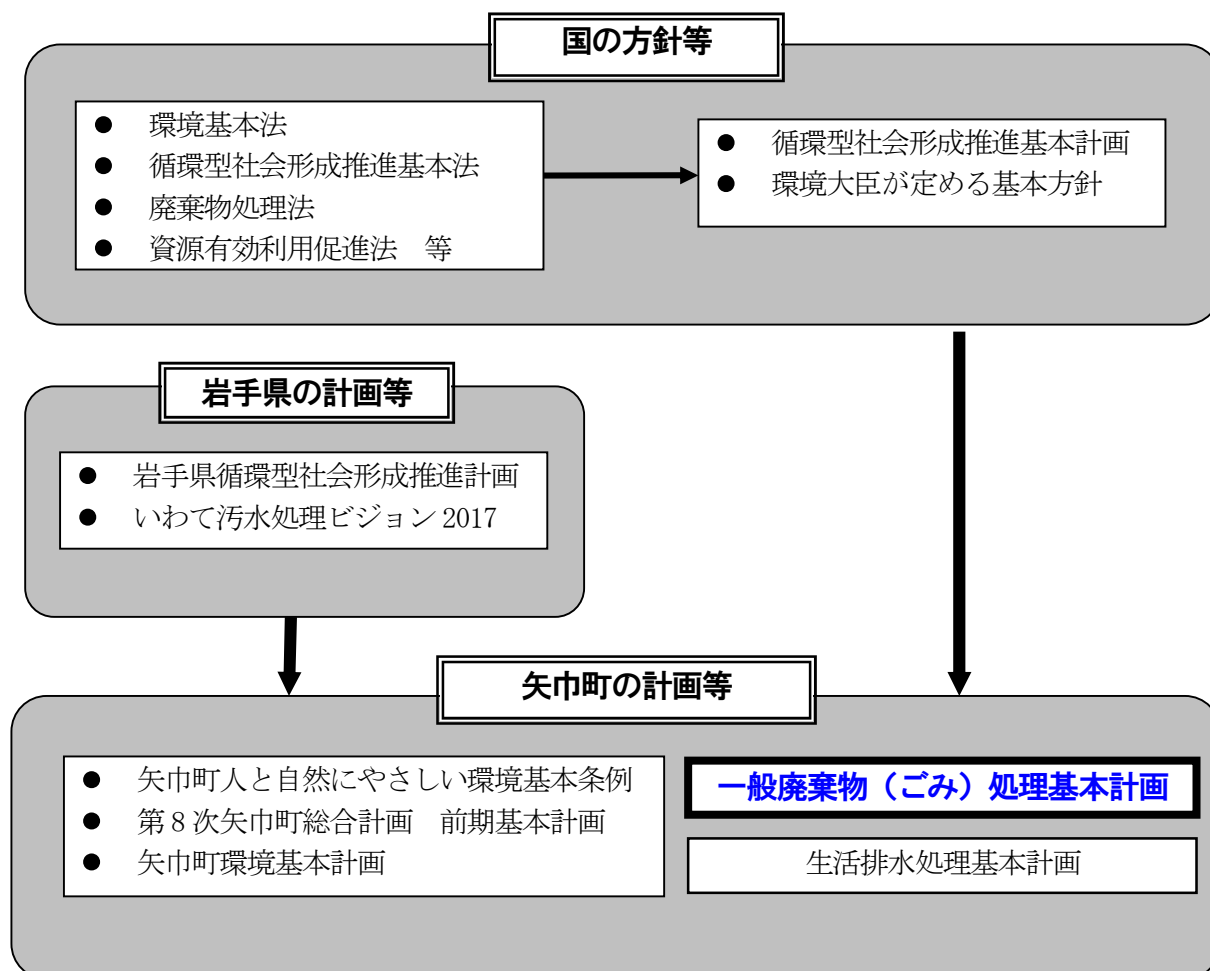 国の方針等
● 環境基本法
● 循環型社会形成推進基本法
● 廃棄物処理法
● 資源有効利用促進法　等
● 循環型社会形成推進基本計画
● 環境大臣が定める基本方針
岩手県の計画等
● 岩手県循環型社会形成推進計画
● いわて汚水処理ビジョン 2017
矢巾町の計画等
● 矢巾町人と自然にやさしい環境基本条例
● 第８次矢巾町総合計画　前期基本計画
● 矢巾町環境基本計画
一般廃棄物（ごみ）処理基本計画
生活排水処理基本計画